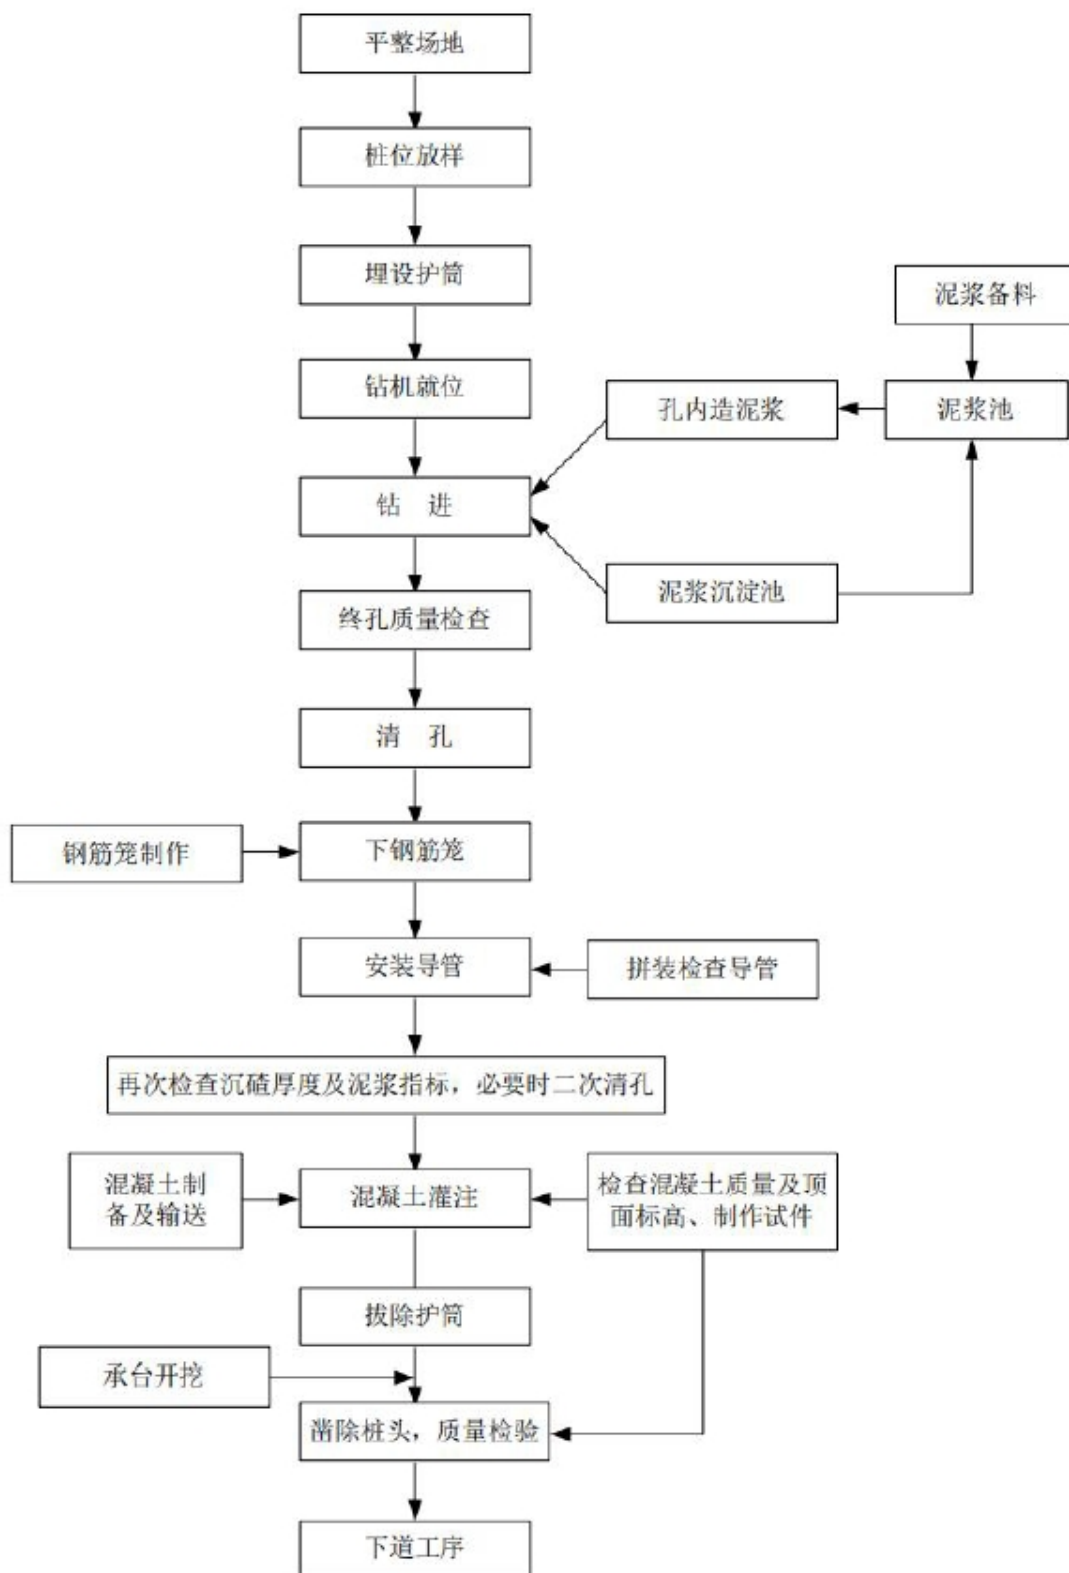 平整场地
桩位放样
埋设护筒
泥浆备料
钻机就位
孔内造泥浆
泥浆池
钻 进
泥浆沉淀池
终孔质量检查
清 孔
钢筋笼制作
下钢筋笼
安装导管
拼装检查导管
再次检查沉碴厚度及泥浆指标，必要时二次清孔
混凝土制
备及输送
混凝土灌注
检查混凝土质量及顶
面标高、制作试件
拔除护筒
承台开挖
凿除桩头，质量检验
下道工序